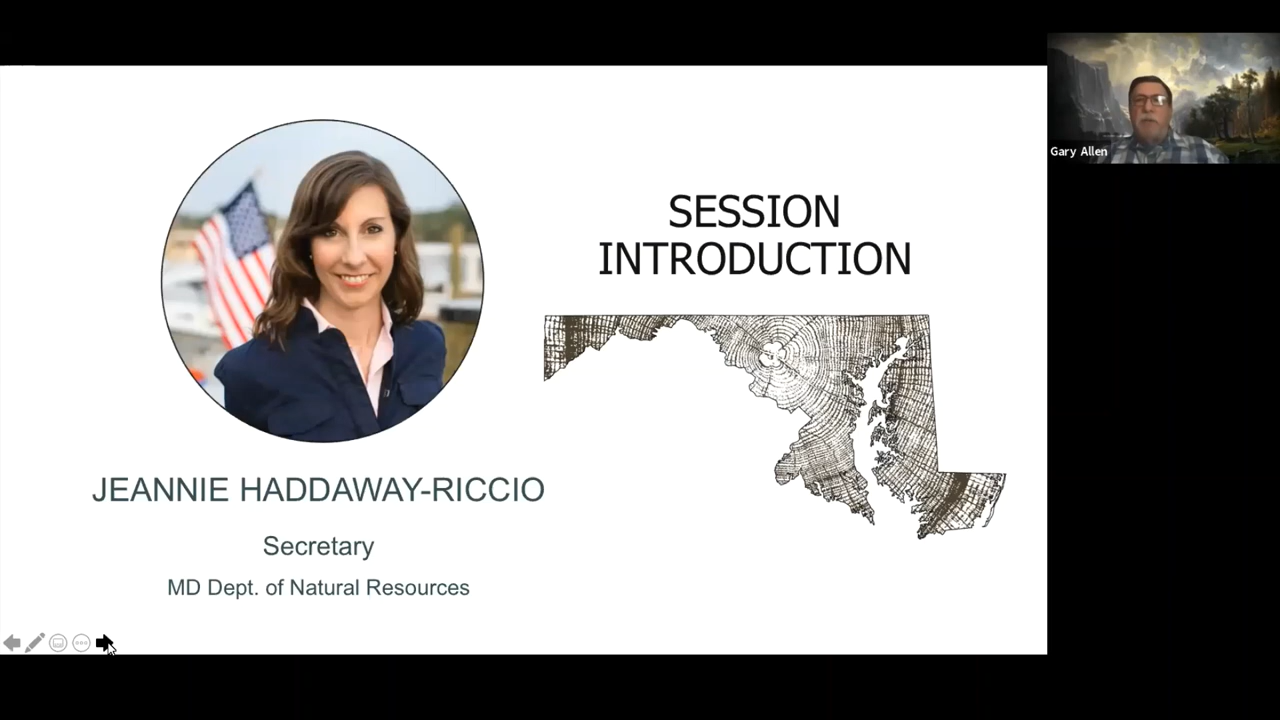 SESSION
INTRODUCTION
JEANNIE HADDAWAY-RICCIO
Secretary
MD Dept. of Natural Resources
Gary Allen